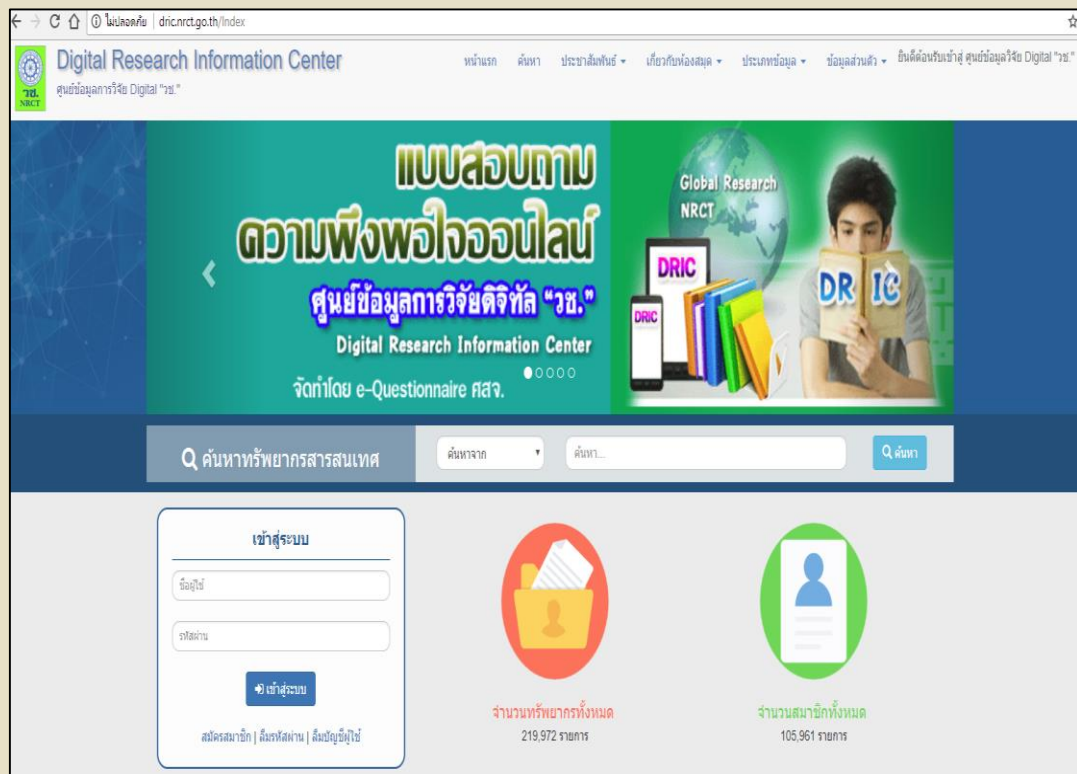 ไม่ปลอดภัย | dric.nrct.go.th/Index
Digital Research Information Center
ศูนย์ข้อมูลการวิจัย Digital "วช."
วช.
NRCT
หน้าแรก ค้นหา ประชาสัมพันธ์ เกี่ยวกับห้องสมุด ประเภทข้อมูล ข้อมูลส่วนตัว ยินดีต้อนรับเข้าสู่ ศูนย์ข้อมูลวิจัย Digital "วช."
แบบสอบถาม
ความพึงพอใจออนไลน์
ศูนย์ข้อมูลการวิจัยดิจิทัล "วช."
Digital Research Information Center
จัดทำโดย e-Questionnaire ศสจ.
Global Research
NRCT
DRIC
DRIC
DR IC
ค้นหาทรัพยากรสารสนเทศ
ค้นหาจาก
ค้นหา...
ค้นหา
เข้าสู่ระบบ
ชื่อผู้ใช้
รหัสผ่าน
เข้าสู่ระบบ
สมัครสมาชิก | ลืมรหัสผ่าน | ลืมบัญชีผู้ใช้
จำนวนทรัพยากรทั้งหมด
219,972 รายการ
จำนวนสมาชิกทั้งหมด
105,961 รายการ